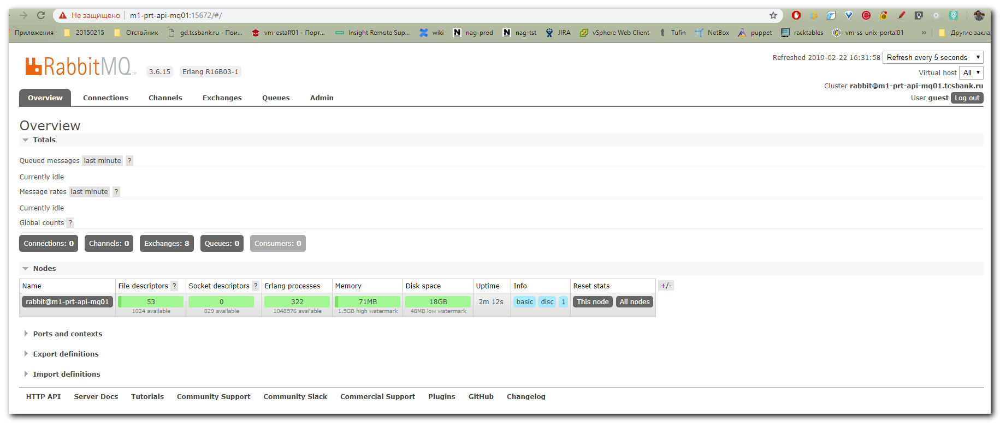 Не защищено m1-prt-api-mq01:15672/#/
Приложения 20150215 Отстойник gd.tcsbank.ru - Пои... vm-estaff01 - Порт... Insight Remote Sup... wiki nag-prod nag-tst JIRA vSphere Web Client Tufin NetBox puppet racktables vm-ss-unix-portal01 » Другие закла
RabbitMQ 3.6.15 Erlang R16B03-1
Refreshed 2019-02-22 16:31:58 Refresh every 5 seconds
Virtual host All
Cluster rabbit@m1-prt-api-mq01.tcsbank.ru
User guest Log out
Overview Connections Channels Exchanges Queues Admin
Overview
Totals
Queued messages last minute ?
Currently idle
Message rates last minute ?
Currently idle
Global counts ?
Connections: 0 Channels: 0 Exchanges: 8 Queues: 0 Consumers: 0
Nodes
Name File descriptors ? Socket descriptors ? Erlang processes Memory Disk space Uptime Info Reset stats +/-
rabbit@m1-prt-api-mq01 53 0 322 71MB 18GB 2m 12s basic disc 1 This node All nodes
1024 available 829 available 1048576 available 1.5GB high watermark 48MB low watermark
Ports and contexts
Export definitions
Import definitions
HTTP API Server Docs Tutorials Community Support Community Slack Commercial Support Plugins GitHub Changelog